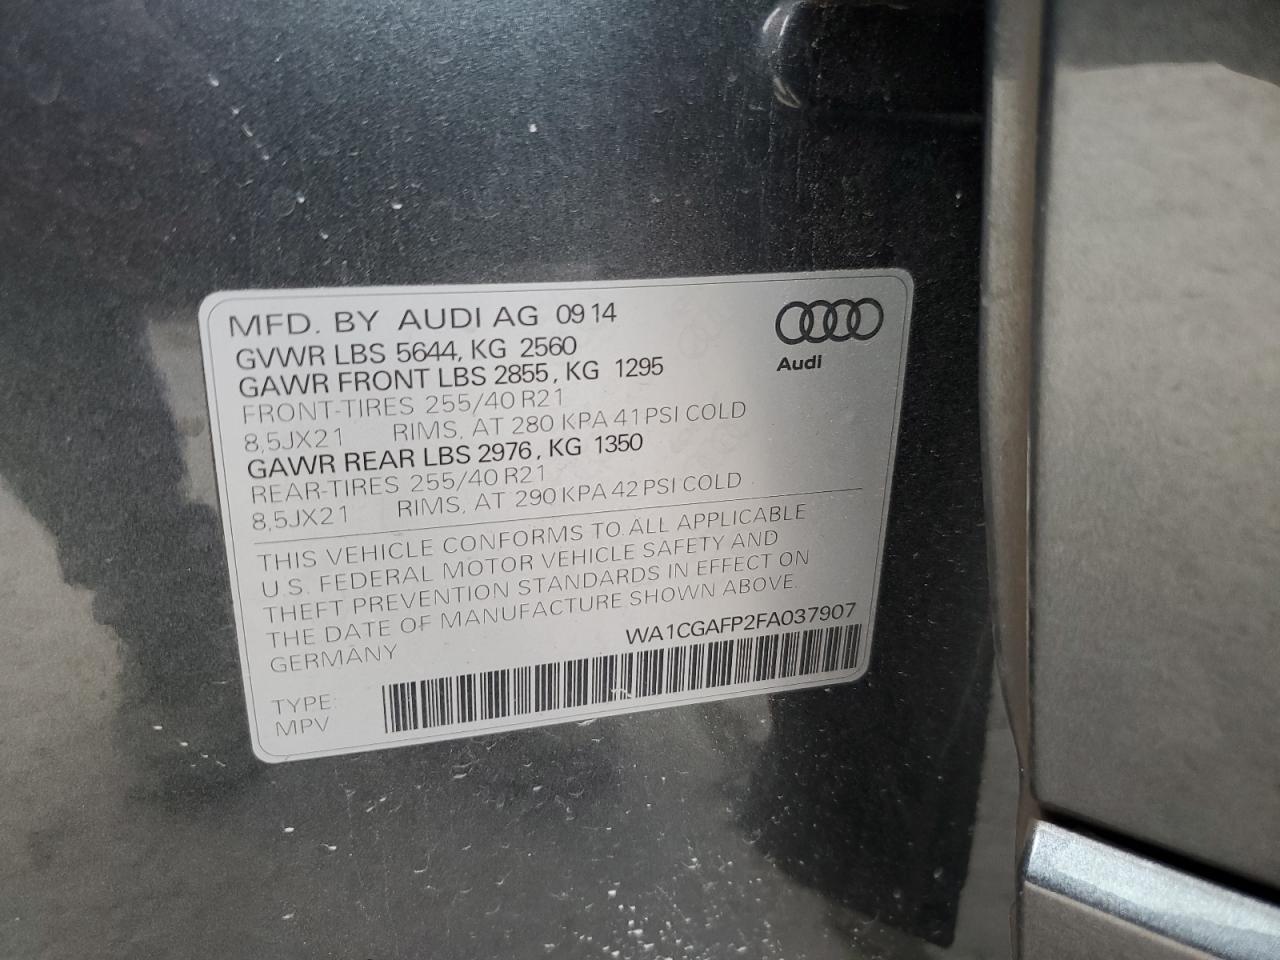 MFD. BY AUDI AG 09 14
GVWR LBS 5644, KG 2560
GAWR FRONT LBS 2855, KG 1295
FRONT-TIRES 255/40 R21
8,5JX21 RIMS, AT 280 KPA 41 PSI COLD
GAWR REAR LBS 2976, KG 1350
REAR-TIRES 255/40 R21
8,5JX21 RIMS, AT 290 KPA 42 PSI COLD
Audi
THIS VEHICLE CONFORMS TO ALL APPLICABLE
U.S. FEDERAL MOTOR VEHICLE SAFETY AND
THEFT PREVENTION STANDARDS IN EFFECT ON
THE DATE OF MANUFACTURE SHOWN ABOVE.
GERMANY
WA1CGAFP2FA037907
TYPE:
MPV